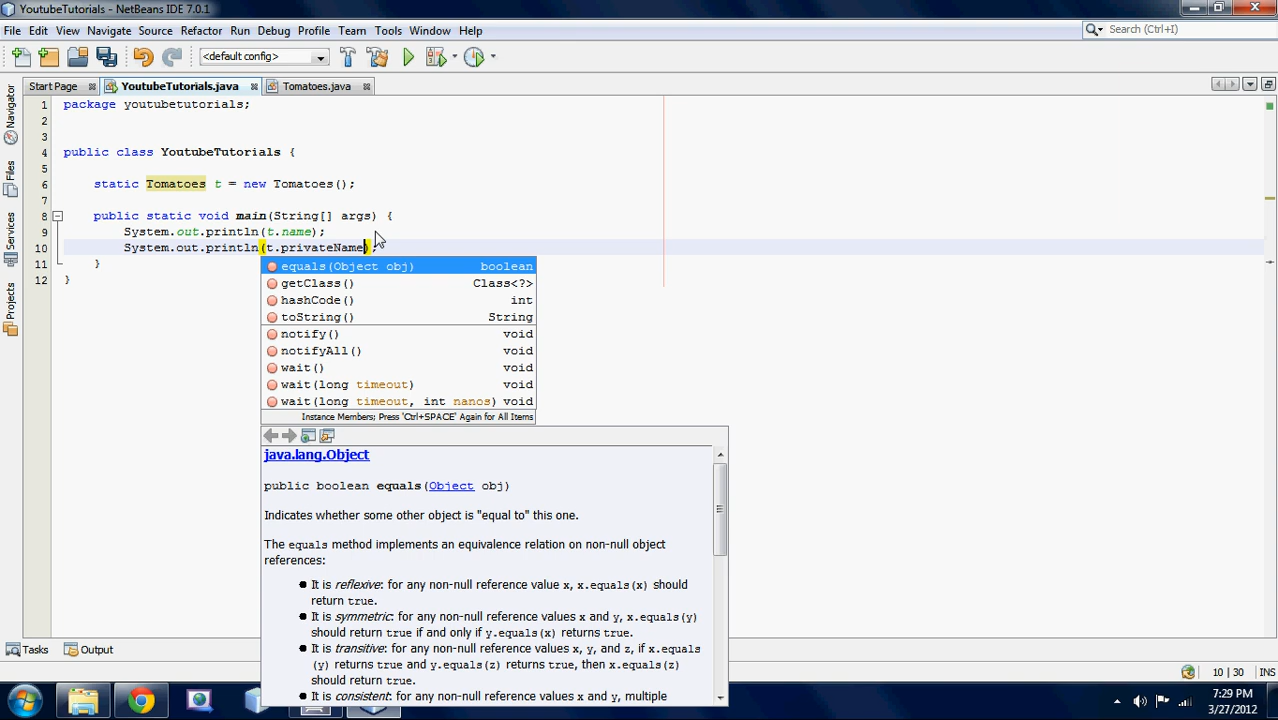 YoutubeTutorials - NetBeans IDE 7.0.1
File Edit View Navigate Source Refactor Run Debug Profile Team Tools Window Help
Search (Ctrl+I)
<default config>
Start Page YoutubeTutorials.java Tomatoes.java
Navigator
Files
Services
Projects
1 package youtubetutorials;
2
3
4 public class YoutubeTutorials {
5
6 static Tomatoes t = new Tomatoes();
7
8 public static void main(String[] args) {
9 System.out.println(t.name);
10 System.out.println(t.privateName);
11 }
12 }
equals(Object obj) boolean
getClass() Class<?>
hashCode() int
toString() String
notify() void
notifyAll() void
wait() void
wait(long timeout) void
wait(long timeout, int nanos) void
Instance Members; Press 'Ctrl+SPACE' Again for All Items
java.lang.Object
public boolean equals(Object obj)
Indicates whether some other object is "equal to" this one.
The equals method implements an equivalence relation on non-null object
references:
● It is reflexive: for any non-null reference value x, x.equals(x) should
return true.
● It is symmetric: for any non-null reference values x and y, x.equals(y)
should return true if and only if y.equals(x) returns true.
● It is transitive: for any non-null reference values x, y, and z, if x.equals
(y) returns true and y.equals(z) returns true, then x.equals(z)
should return true.
● It is consistent: for any non-null reference values x and y, multiple
Tasks Output
10 | 30 INS
7:29 PM
3/27/2012